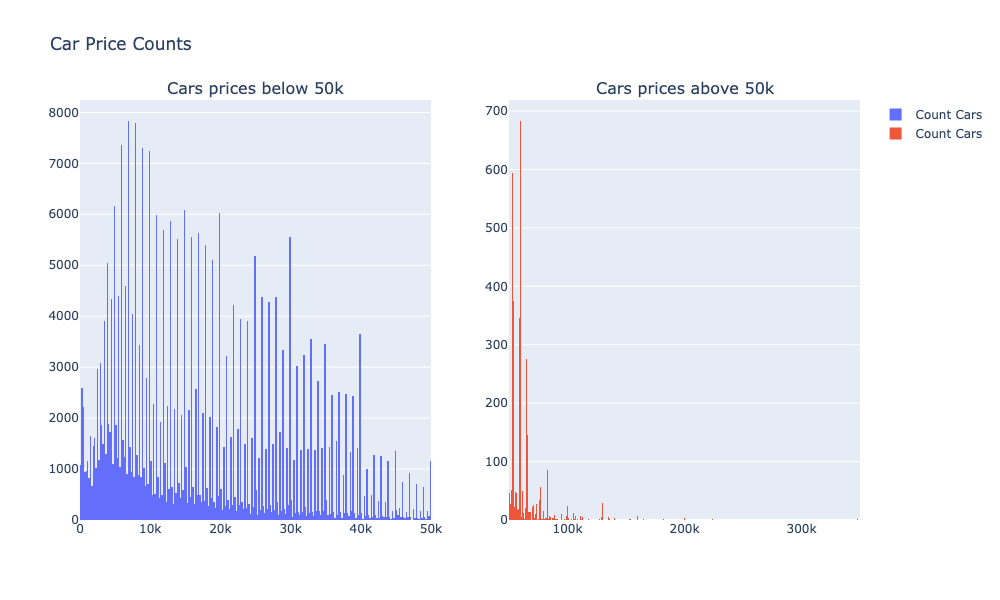 Car Price Counts
Cars prices below 50k
Cars prices above 50k
8000
7000
6000
5000
4000
3000
2000
1000
0
0
10k
20k
30k
40k
50k
700
600
500
400
300
200
100
0
100k
200k
300k
Count Cars
Count Cars